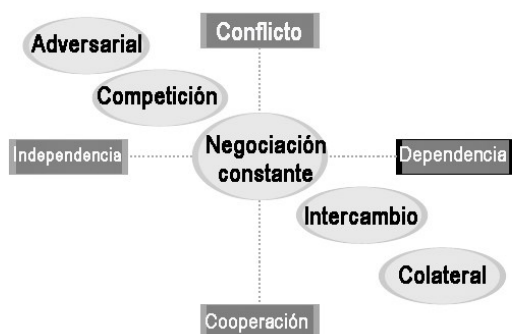 Adversarial
Conflicto
Competición
Independencia
Negociación
constante
Dependencia
Intercambio
Colateral
Cooperación